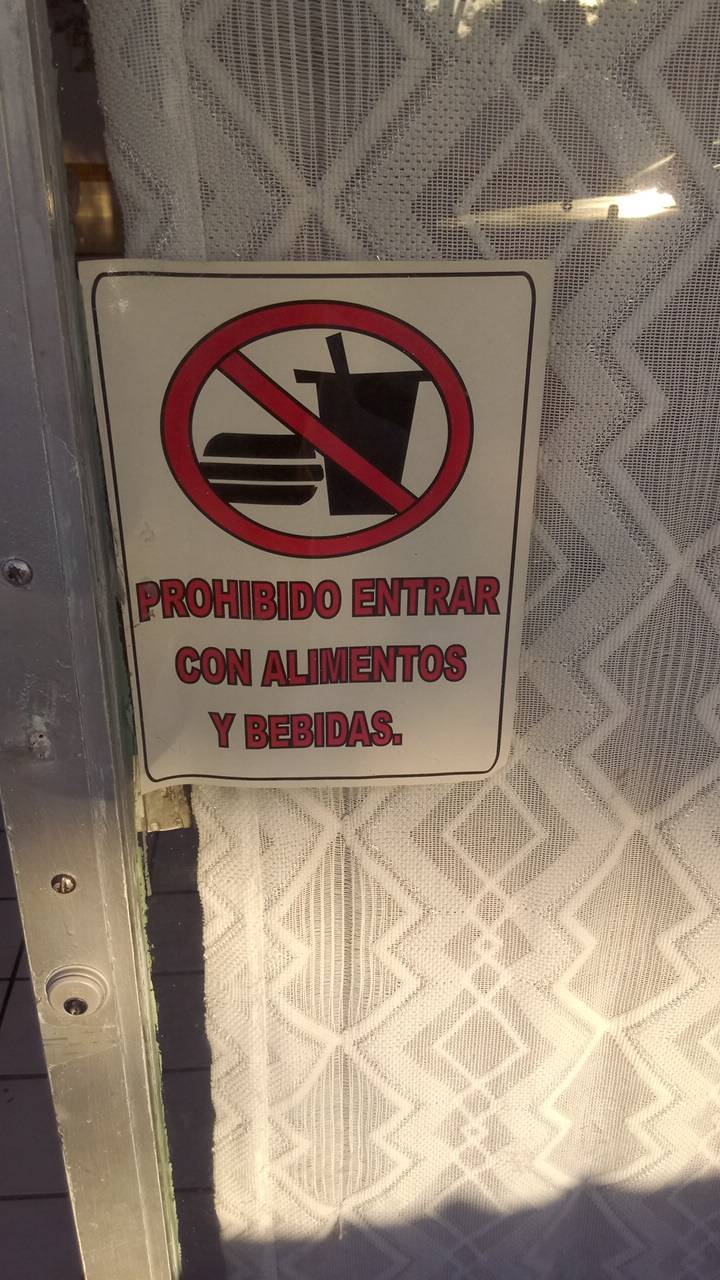 PROHIBIDO ENTRAR
CON ALIMENTOS
Y BEBIDAS.